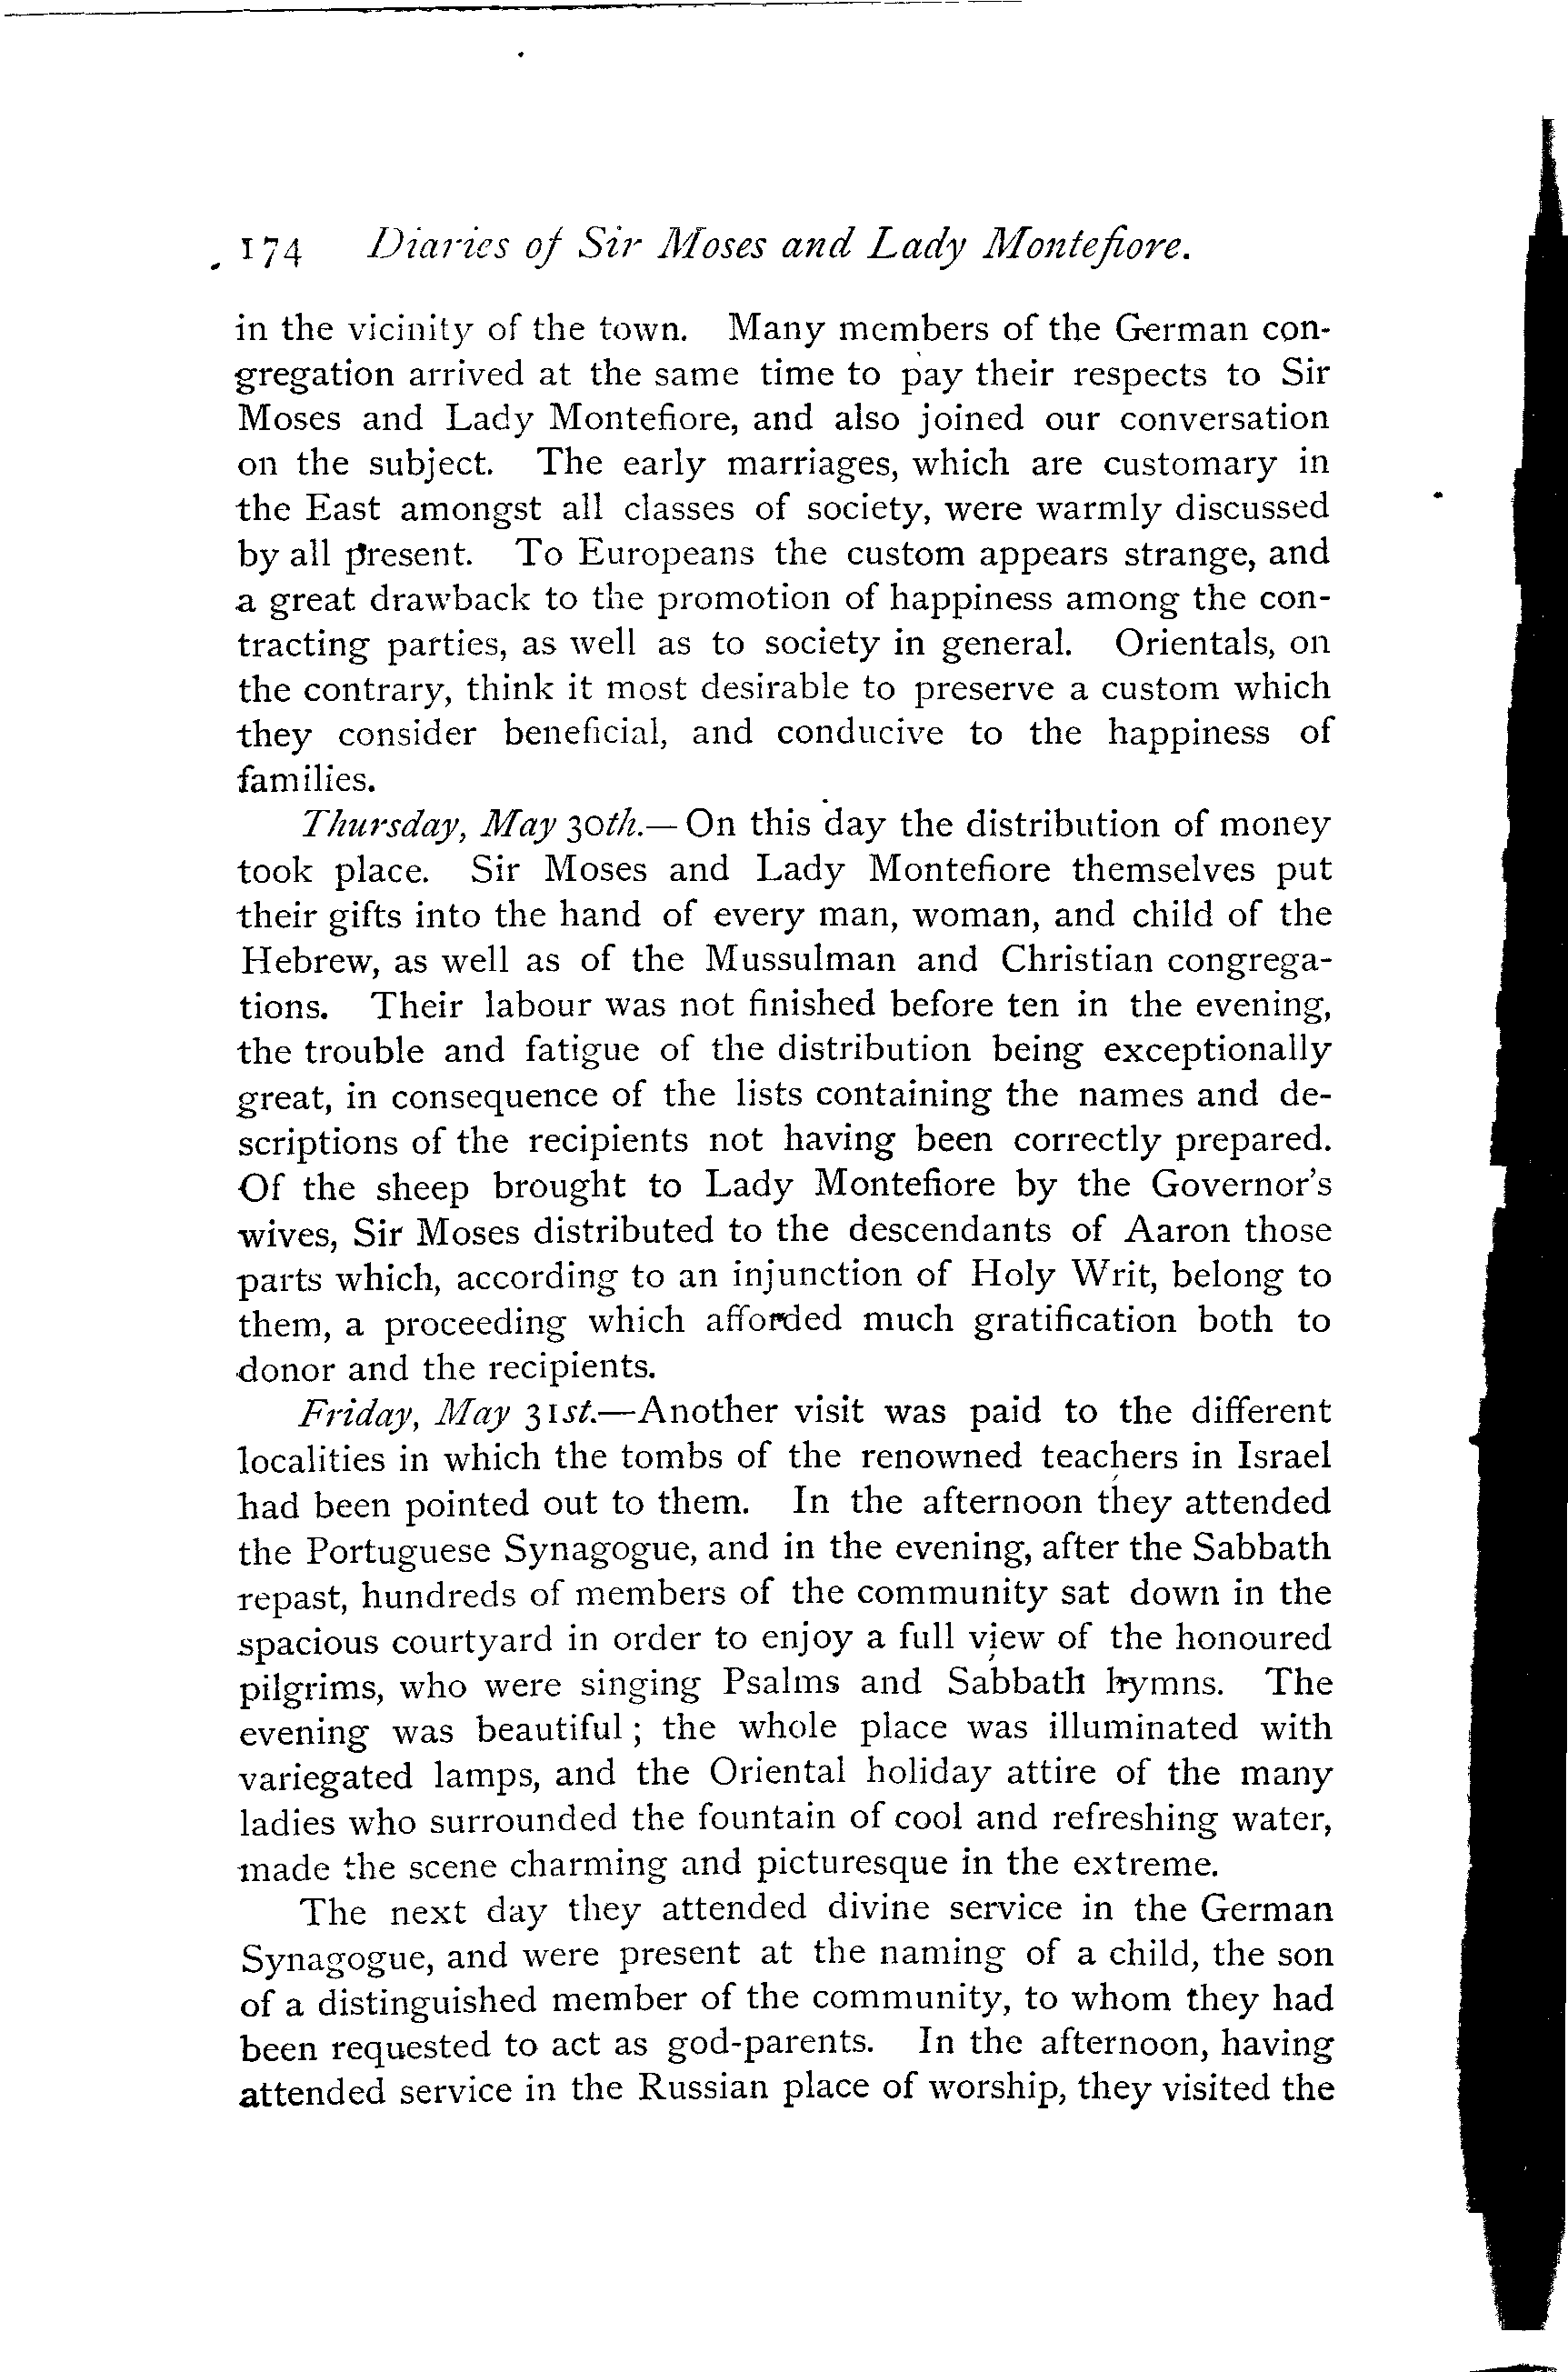 174 Diaries of Sir Moses and Lady Montefiore.
in the vicinity of the town. Many members of the German con-
gregation arrived at the same time to pay their respects to Sir
Moses and Lady Montefiore, and also joined our conversation
on the subject. The early marriages, which are customary in
the East amongst all classes of society, were warmly discussed
by all present. To Europeans the custom appears strange, and
a great drawback to the promotion of happiness among the con-
tracting parties, as well as to society in general. Orientals, on
the contrary, think it most desirable to preserve a custom which
they consider beneficial, and conducive to the happiness of
families.
Thursday, May 30th.—On this day the distribution of money
took place. Sir Moses and Lady Montefiore themselves put
their gifts into the hand of every man, woman, and child of the
Hebrew, as well as of the Mussulman and Christian congrega-
tions. Their labour was not finished before ten in the evening,
the trouble and fatigue of the distribution being exceptionally
great, in consequence of the lists containing the names and de-
scriptions of the recipients not having been correctly prepared.
Of the sheep brought to Lady Montefiore by the Governor's
wives, Sir Moses distributed to the descendants of Aaron those
parts which, according to an injunction of Holy Writ, belong to
them, a proceeding which afforded much gratification both to
donor and the recipients.
Friday, May 31st.—Another visit was paid to the different
localities in which the tombs of the renowned teachers in Israel
had been pointed out to them. In the afternoon they attended
the Portuguese Synagogue, and in the evening, after the Sabbath
repast, hundreds of members of the community sat down in the
spacious courtyard in order to enjoy a full view of the honoured
pilgrims, who were singing Psalms and Sabbath hymns. The
evening was beautiful; the whole place was illuminated with
variegated lamps, and the Oriental holiday attire of the many
ladies who surrounded the fountain of cool and refreshing water,
made the scene charming and picturesque in the extreme.
The next day they attended divine service in the German
Synagogue, and were present at the naming of a child, the son
of a distinguished member of the community, to whom they had
been requested to act as god-parents. In the afternoon, having
attended service in the Russian place of worship, they visited the